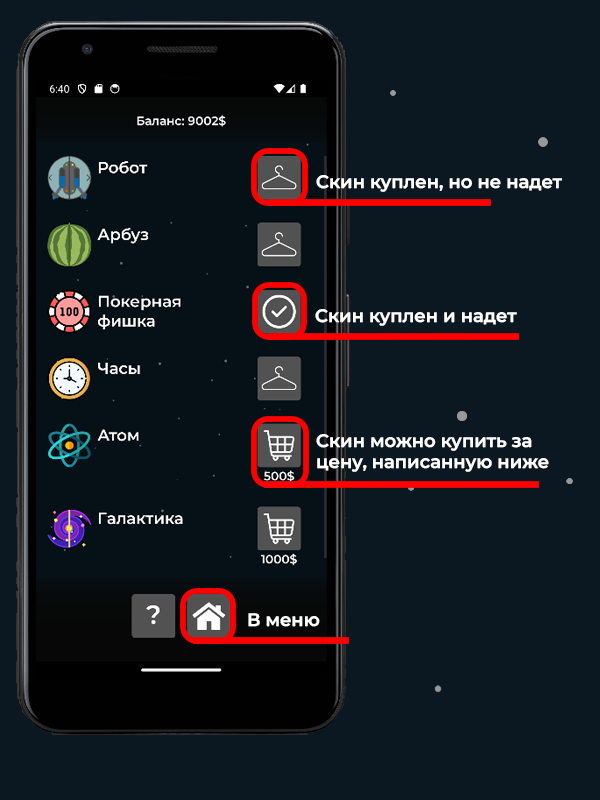 6:40
Баланс: 9002$
Робот
Скин куплен, но не надет
Арбуз
100
Покерная
фишка
Скин куплен и надет
Часы
Атом
Скин можно купить за
цену, написанную ниже
500$
Галактика
1000$
?
В меню